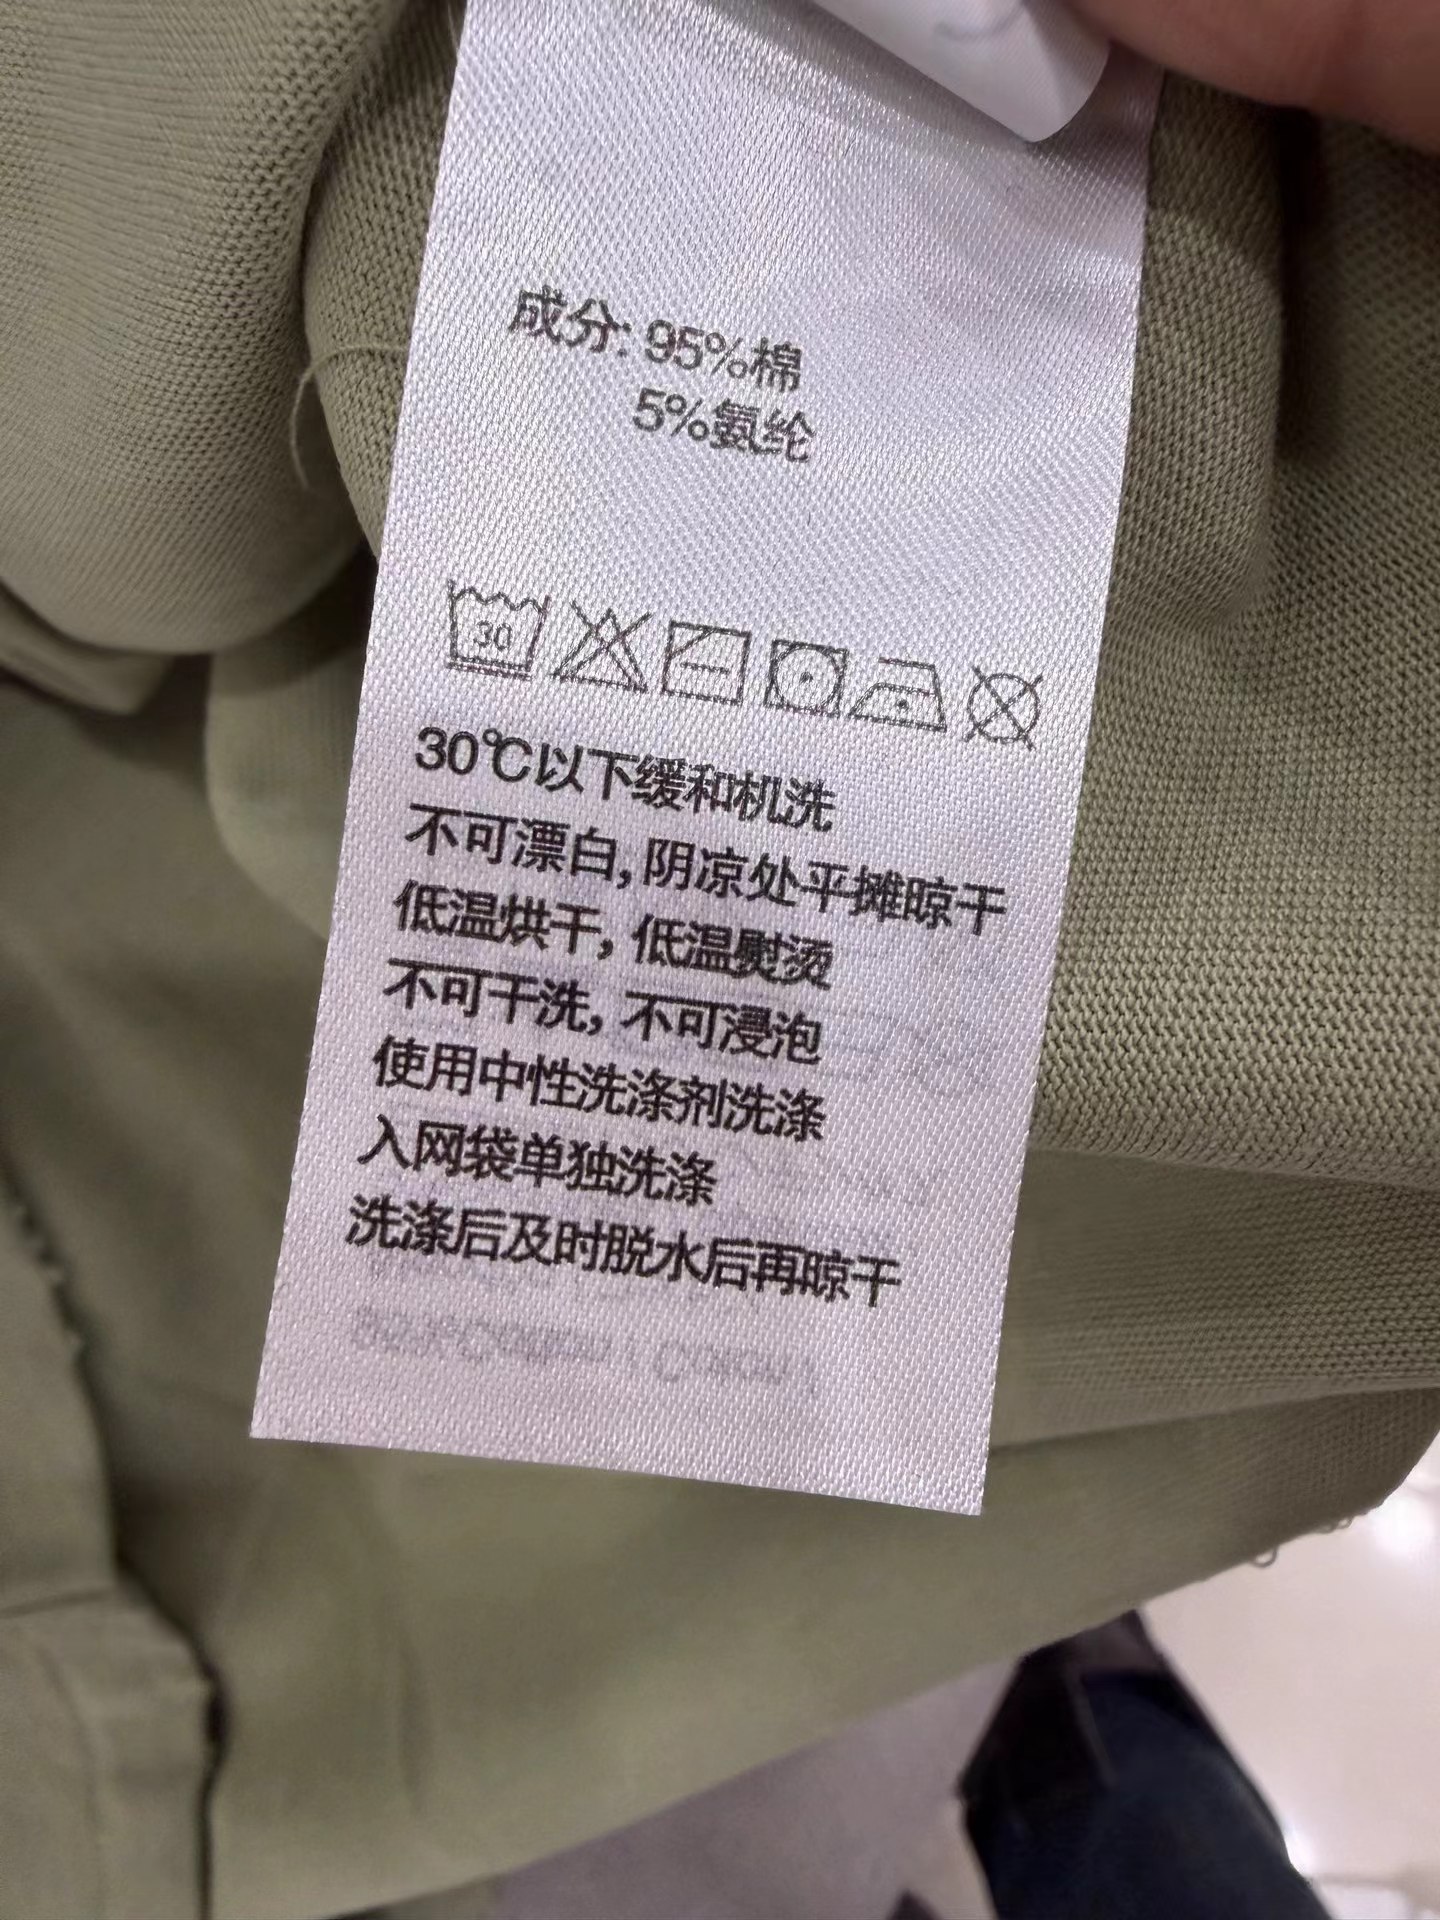 成分: 95%棉
5%氨纶
30
30℃以下缓和机洗
不可漂白, 阴凉处平摊晾干
低温烘干, 低温熨烫
不可干洗, 不可浸泡
使用中性洗涤剂洗涤
入网袋单独洗涤
洗涤后及时脱水后再晾干